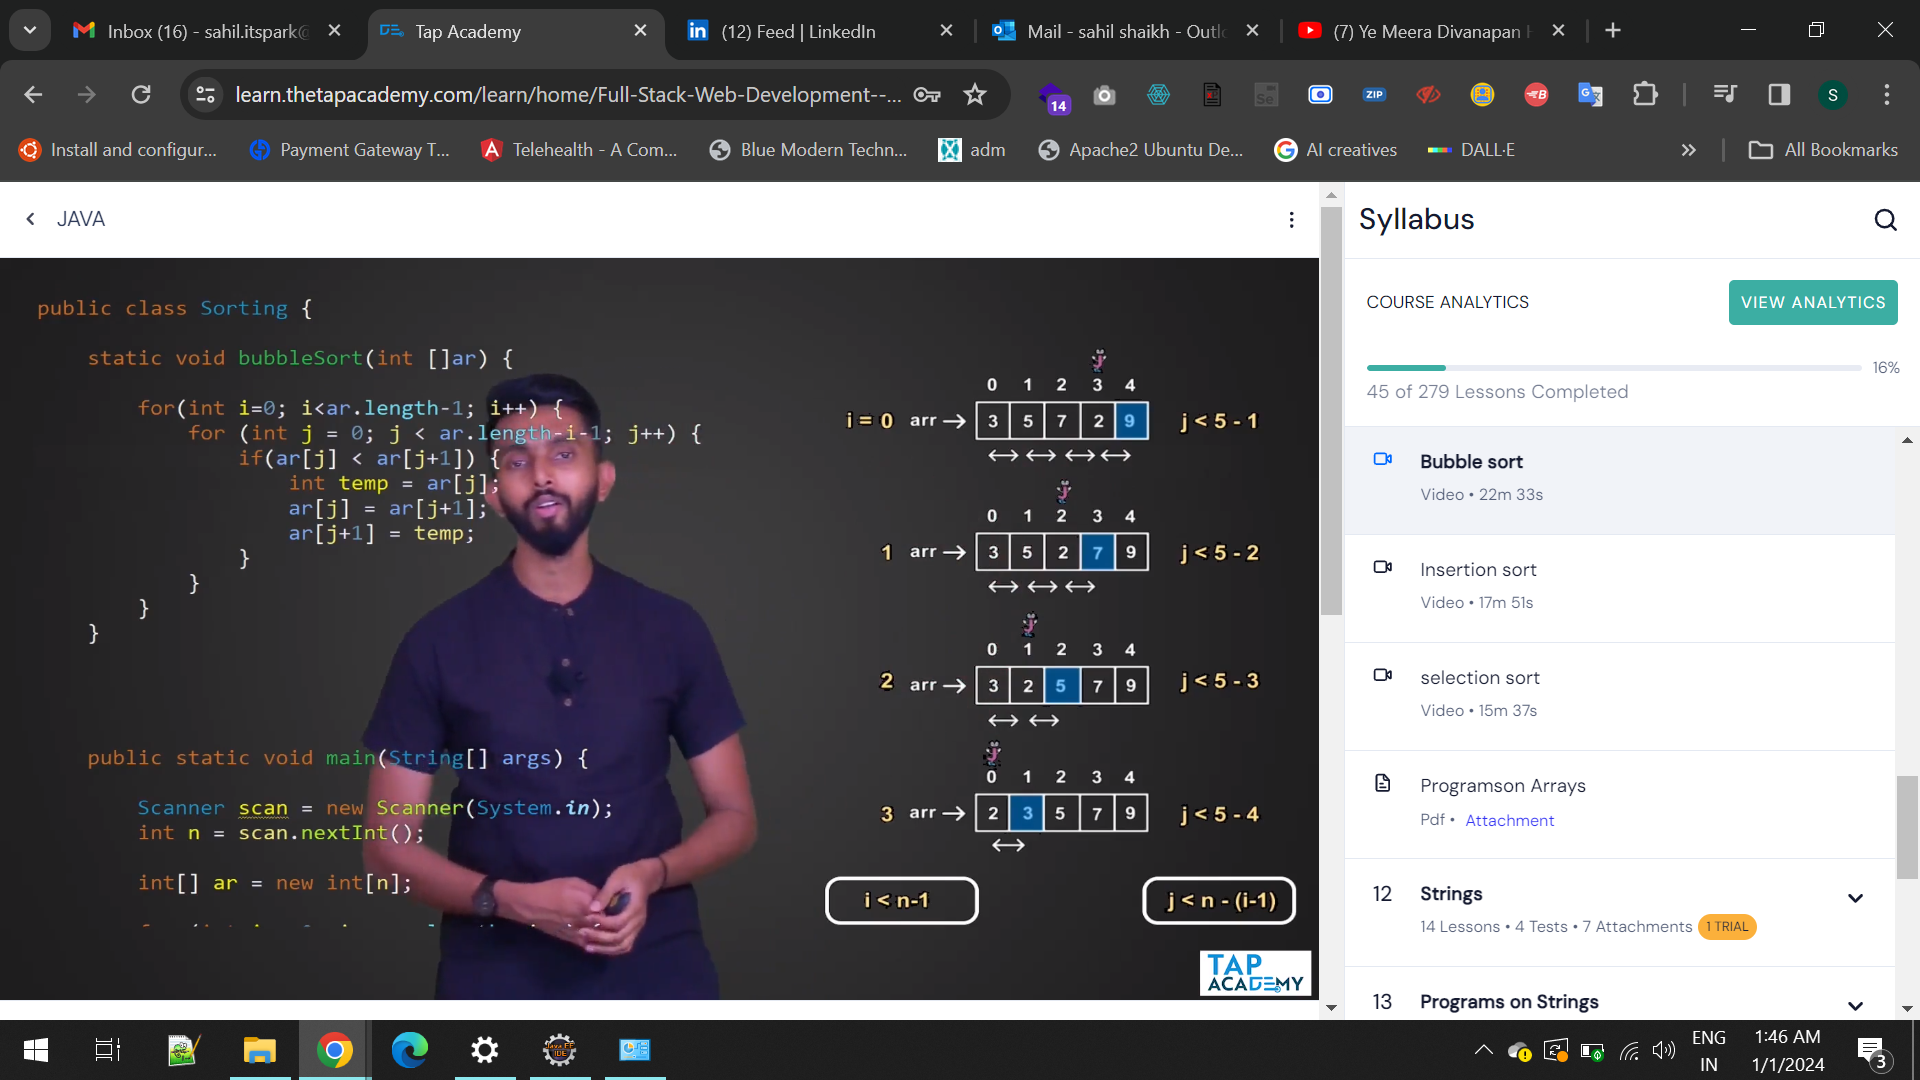 Inbox (16) - sahil.itspark@
Tap Academy
(12) Feed | LinkedIn
Mail - sahil shaikh - Outl
(7) Ye Meera Divanapan H
learn.thetapacademy.com/learn/home/Full-Stack-Web-Development--...
14
Se
ZIP
B
G
S
Install and configur...
Payment Gateway T...
Telehealth - A Com...
Blue Modern Techn...
adm
Apache2 Ubuntu De...
AI creatives
DALL·E
All Bookmarks
JAVA
public class Sorting {
static void bubbleSort(int []ar) {
for(int i=0; i<ar.length-1; i++) {
for (int j = 0; j < ar.length-i-1; j++) {
if(ar[j] < ar[j+1]) {
int temp = ar[j];
ar[j] = ar[j+1];
ar[j+1] = temp;
}
}
}
}
public static void main(String[] args) {
Scanner scan = new Scanner(System.in);
int n = scan.nextInt();
int[] ar = new int[n];
0 1 2 3 4
i = 0 arr 3 5 7 2 9 j < 5 - 1
0 1 2 3 4
1 arr 3 5 2 7 9 j < 5 - 2
0 1 2 3 4
2 arr 3 2 5 7 9 j < 5 - 3
0 1 2 3 4
3 arr 2 3 5 7 9 j < 5 - 4
i < n-1
j < n - (i-1)
TAP
ACADEMY
Syllabus
COURSE ANALYTICS
VIEW ANALYTICS
16%
45 of 279 Lessons Completed
Bubble sort
Video • 22m 33s
Insertion sort
Video • 17m 51s
selection sort
Video • 15m 37s
Programson Arrays
Pdf • Attachment
12 Strings
14 Lessons • 4 Tests • 7 Attachments 1 TRIAL
13 Programs on Strings
Java EE
IDE
ENG
IN
1:46 AM
1/1/2024
3